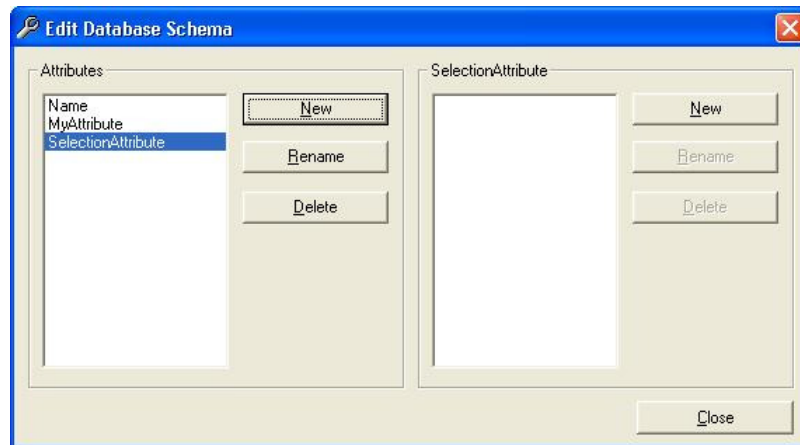 Edit Database Schema
Attributes
Name
MyAttribute
SelectionAttribute
New
Rename
Delete
SelectionAttribute
New
Rename
Delete
Close